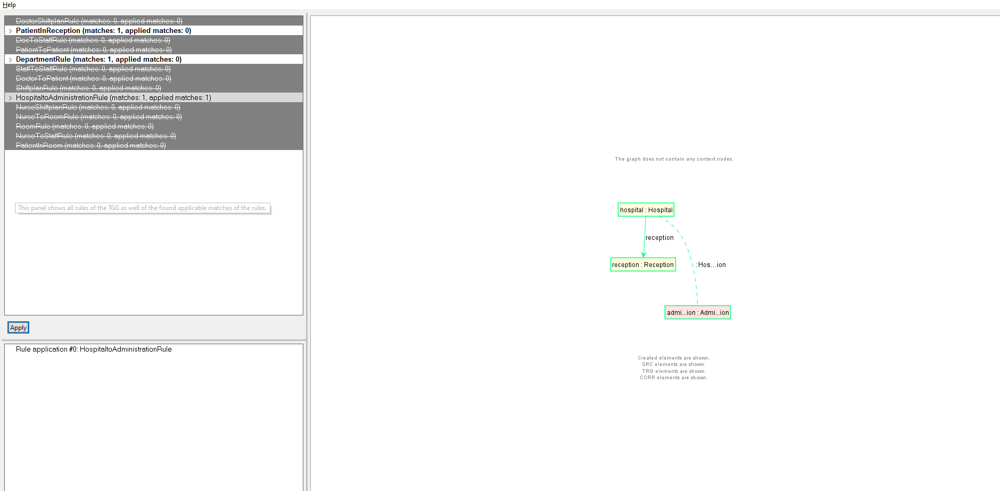 Help
DoctorShiftplanRule (matches: 0, applied matches: 0)
PatientInReception (matches: 1, applied matches: 0)
DocToStaffRule (matches: 0, applied matches: 0)
PatientToPatient (matches: 0, applied matches: 0)
DepartmentRule (matches: 1, applied matches: 0)
StaffToStaffRule (matches: 0, applied matches: 0)
DoctorToPatient (matches: 0, applied matches: 0)
ShiftplanRule (matches: 0, applied matches: 0)
HospitaltoAdministrationRule (matches: 1, applied matches: 1)
NurseShiftplanRule (matches: 0, applied matches: 0)
NurseToRoomRule (matches: 0, applied matches: 0)
RoomRule (matches: 0, applied matches: 0)
NurseToStaffRule (matches: 0, applied matches: 0)
PatientInRoom (matches: 0, applied matches: 0)
This panel shows all rules of the TGG as well of the found applicable matches of the rules.
Apply
Rule application #0: HospitaltoAdministrationRule
The graph does not contain any context nodes.
hospital : Hospital
reception
reception : Reception
:Hos...ion
admi...ion : Admi...ion
Created elements are shown.
SRC elements are shown.
TRG elements are shown.
CORR elements are shown.